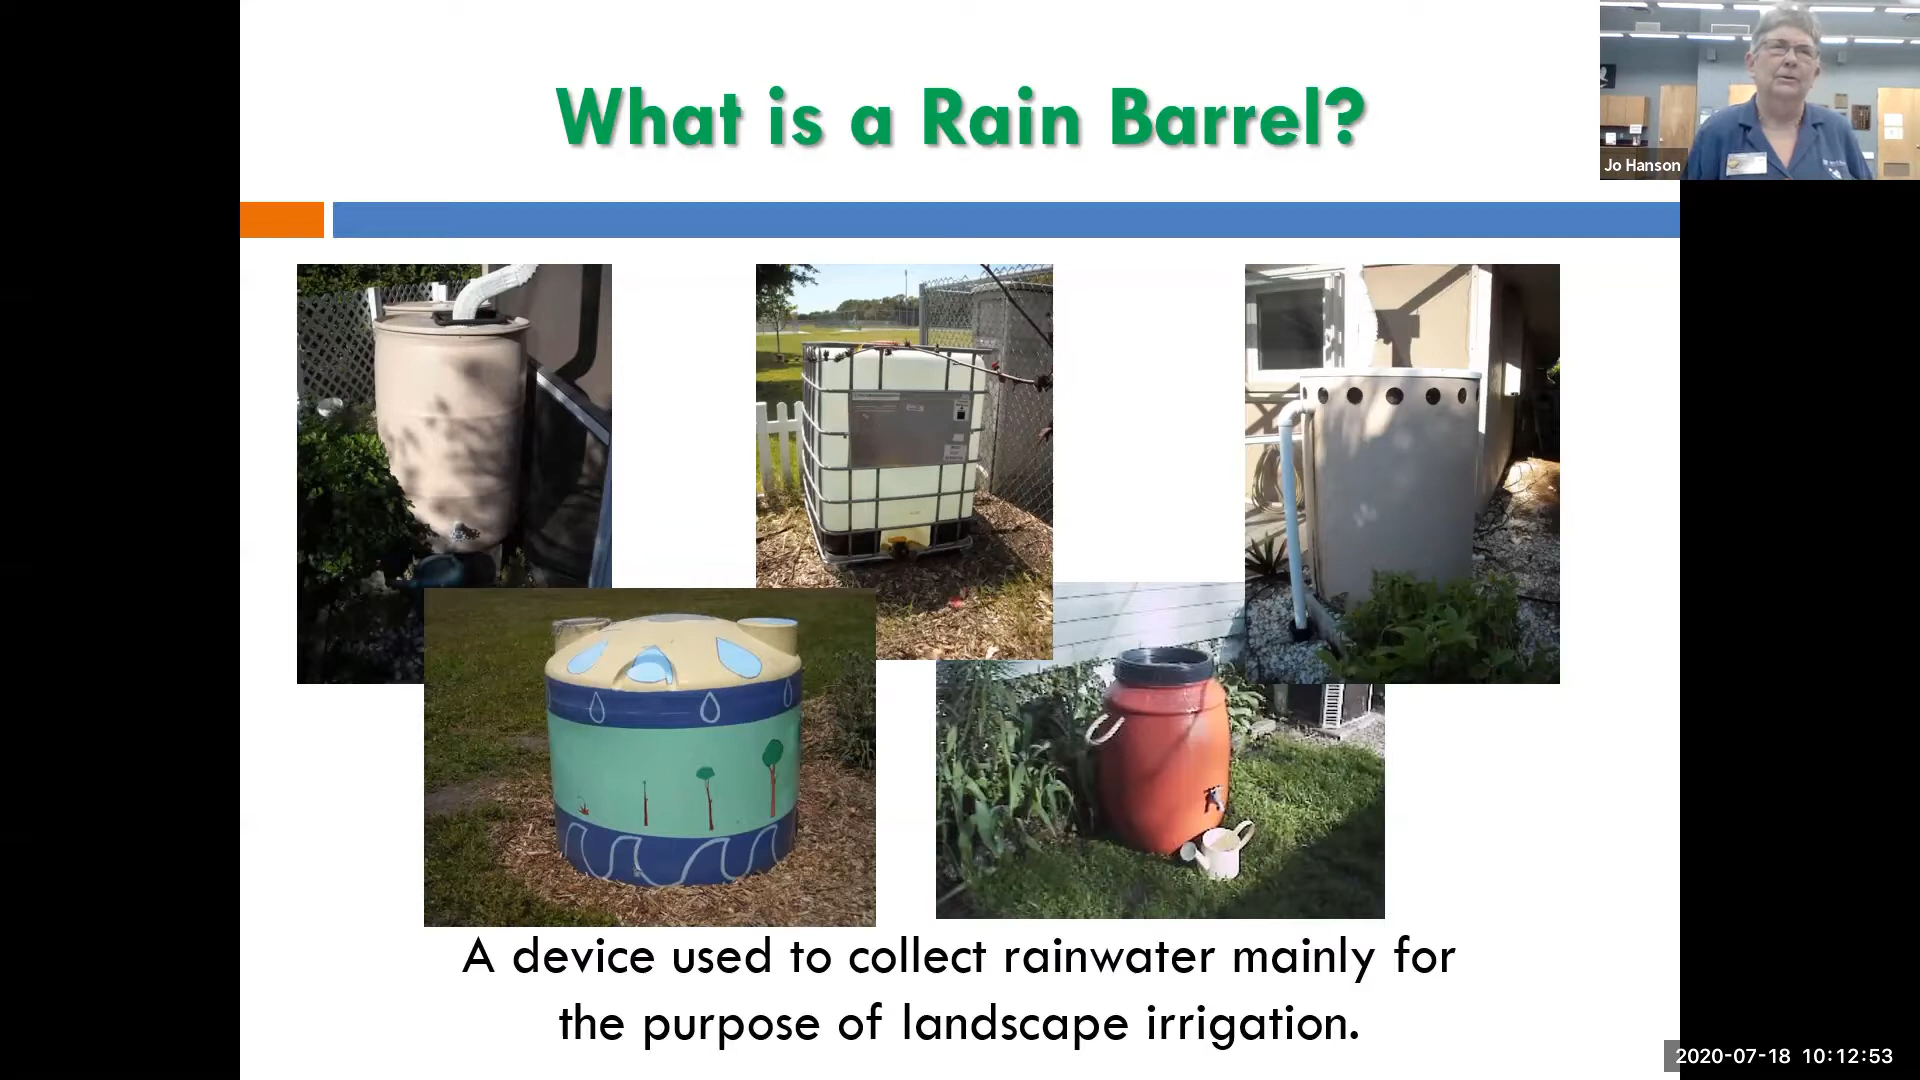 What is a Rain Barrel?
Jo Hanson
A device used to collect rainwater mainly for
the purpose of landscape irrigation.
2020-07-18 10:12:53